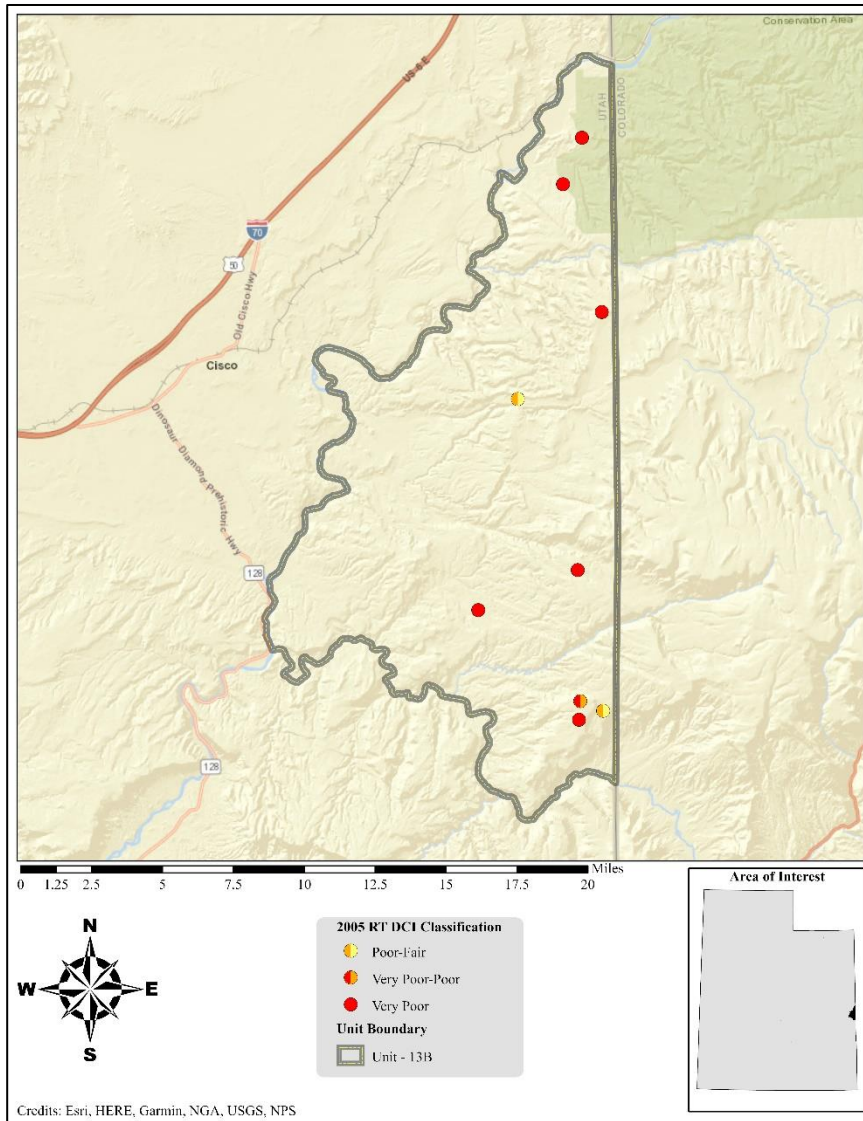 Conservation Area
US-6 E
UTAH
COLORADO
70
50
Old Cisco Hwy
Cisco
Dinosaur Diamond Prehistoric Hwy
128
128
Miles
0 1.25 2.5 5 7.5 10 12.5 15 17.5 20
Area of Interest
N
W E
S
2005 RT DCI Classification
Poor-Fair
Very Poor-Poor
Very Poor
Unit Boundary
Unit - 13B
Credits: Esri, HERE, Garmin, NGA, USGS, NPS